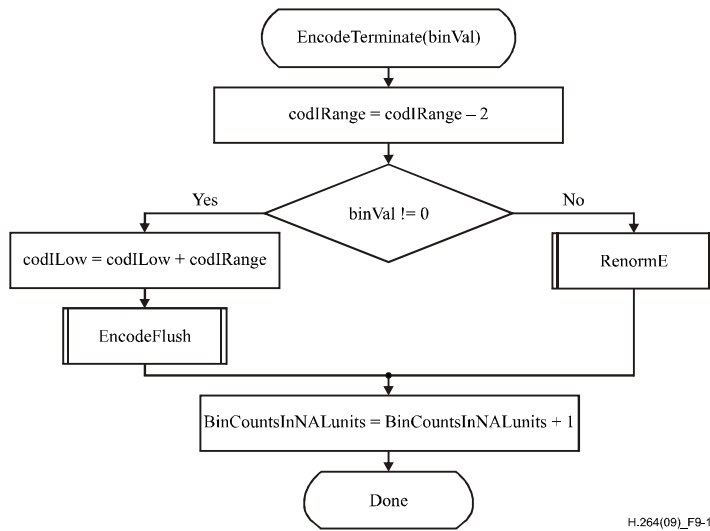 EncodeTerminate(binVal)
codIRange = codIRange – 2
binVal != 0
Yes
No
codILow = codILow + codIRange
RenormE
EncodeFlush
BinCountsInNALunits = BinCountsInNALunits + 1
Done
H.264(09)_F9-1